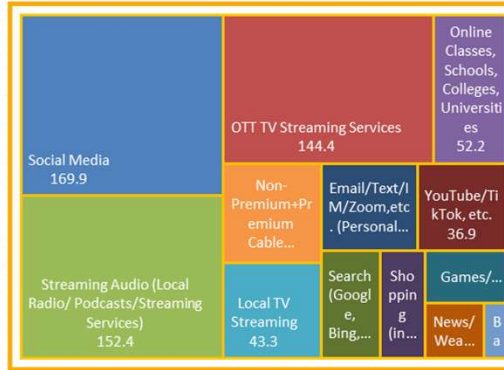 Social Media
169.9
Streaming Audio (Local
Radio/ Podcasts/Streaming
Services)
152.4
OTT TV Streaming Services
144.4
Online
Classes,
Schools,
Colleges,
Universiti
es
52.2
Non-
Premium+Pr
emium
Cable...
Local TV
Streaming
43.3
Email/Text/I
M/Zoom,etc
. (Personal...
YouTube/Ti
kTok, etc.
36.9
Search
(Googl
e,
Bing,...
Sho
ppin
g
(in ...
Games/...
News/
Wea...
B
a